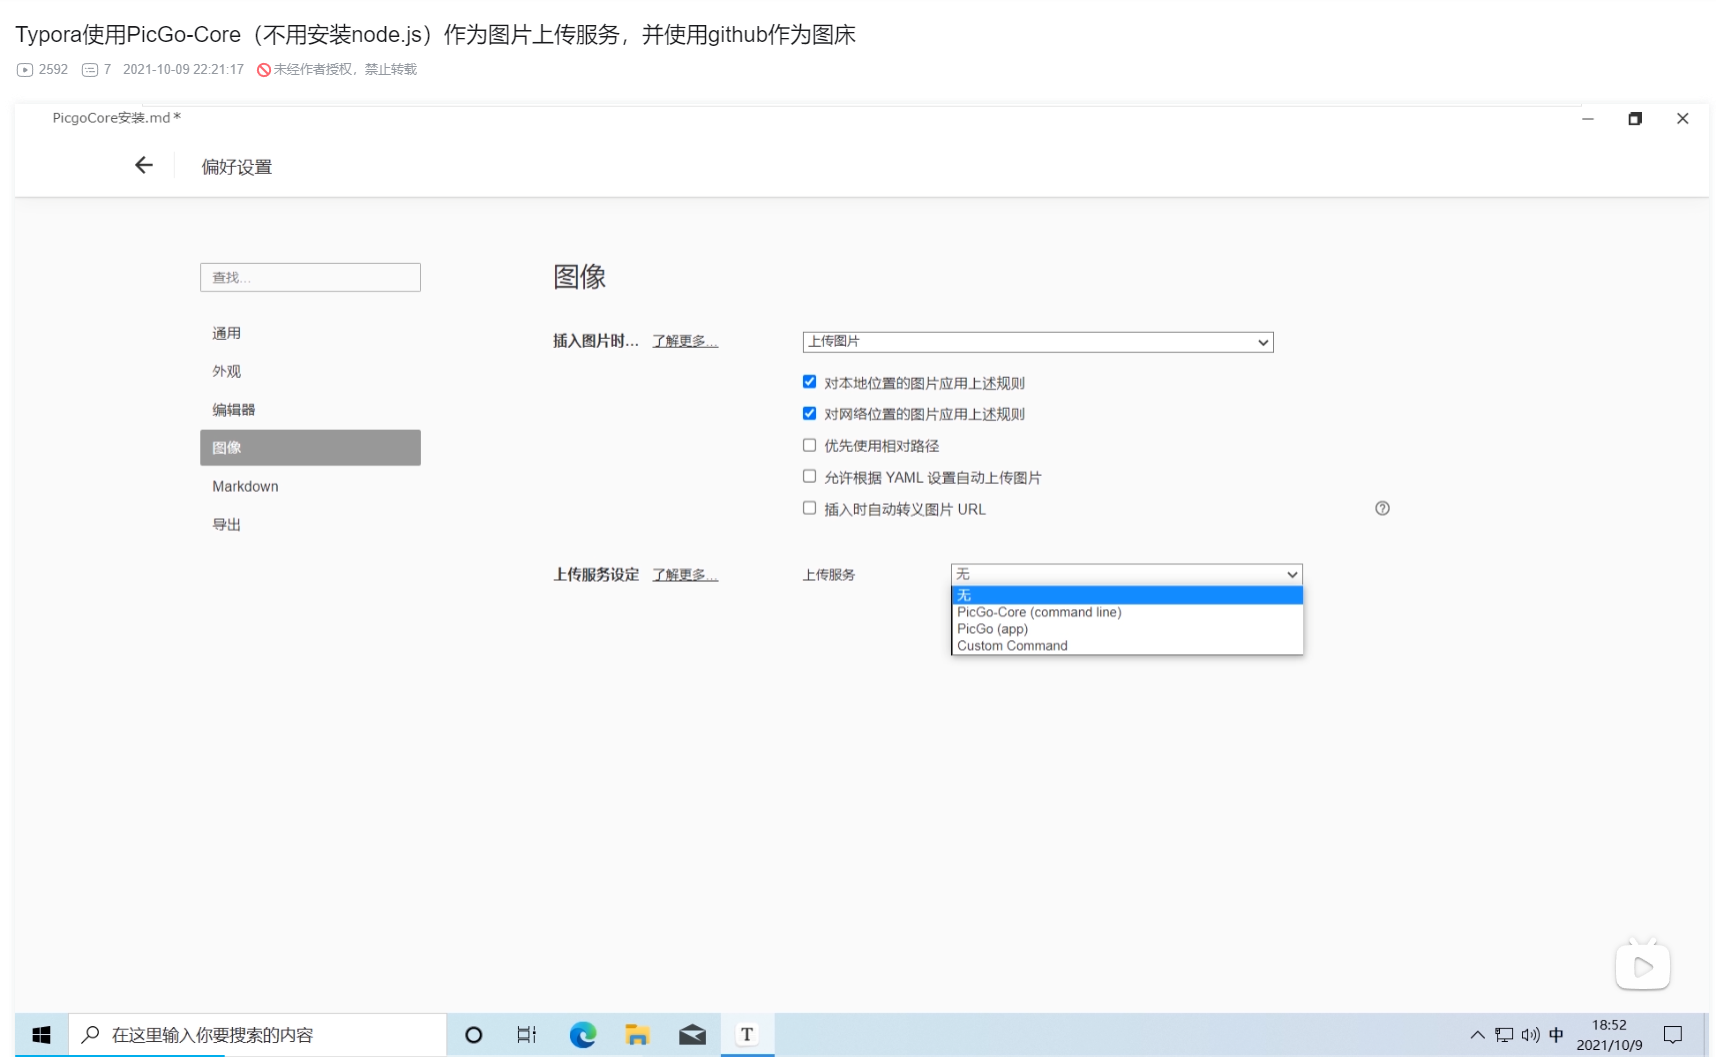 Typora使用PicGo-Core（不用安装node.js）作为图片上传服务，并使用github作为图床
2592 7 2021-10-09 22:21:17 未经作者授权，禁止转载
PicgoCore安装.md *
偏好设置
查找...
图像
通用
插入图片时... 了解更多... 上传图片
外观
对本地位置的图片应用上述规则
编辑器
对网络位置的图片应用上述规则
图像
优先使用相对路径
Markdown
允许根据 YAML 设置自动上传图片
导出
插入时自动转义图片 URL
上传服务设定 了解更多... 上传服务 无
无
PicGo-Core (command line)
PicGo (app)
Custom Command
在这里输入你要搜索的内容
T
中
18:52
2021/10/9